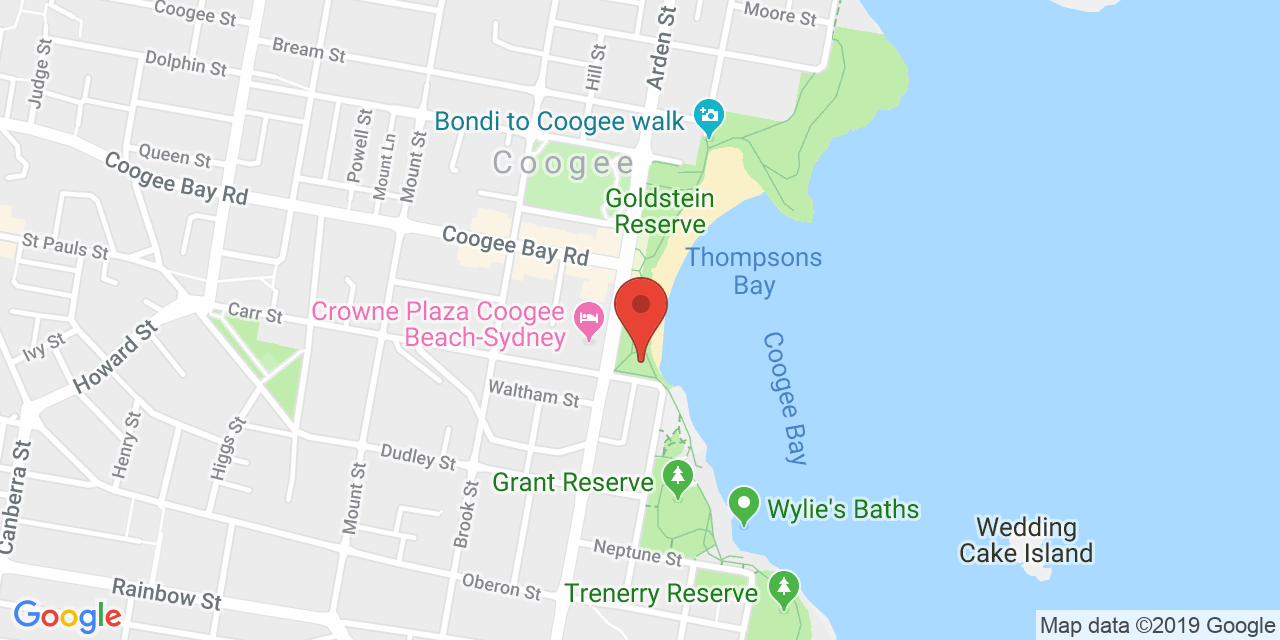 Coogee St
Moore St
Arden St
Bream St
Hill St
Dolphin St
Judge St
Bondi to Coogee walk
Powell St
Mount Ln
Mount St
Queen St
Coogee
Coogee Bay Rd
Goldstein
Reserve
St Pauls St
Coogee Bay Rd
Thompsons
Bay
Carr St
Crowne Plaza Coogee
Beach-Sydney
Ivy St
Howard St
Coogee Bay
Waltham St
Henry St
Higgs St
Dudley St
Canberra St
Mount St
Brook St
Grant Reserve
Wylie's Baths
Wedding
Cake Island
Neptune St
Rainbow St
Oberon St
Trenerry Reserve
Google
Map data ©2019 Google